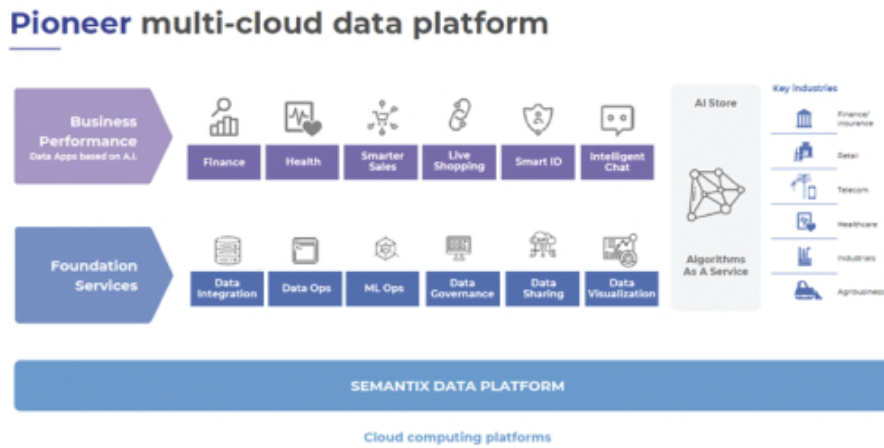 Pioneer multi-cloud data platform
Business
Performance
Data Apps based on A.I.
Finance
Health
Smarter
Sales
Live
Shopping
Smart ID
Intelligent
Chat
Foundation
Services
Data
Integration
Data Ops
ML Ops
Data
Governance
Data
Sharing
Data
Visualization
AI Store
Algorithms
As A Service
Key Industries
Finance/
Insurance
Retail
Telecom
Healthcare
Industrials
Agribusiness
SEMANTIX DATA PLATFORM
Cloud computing platforms